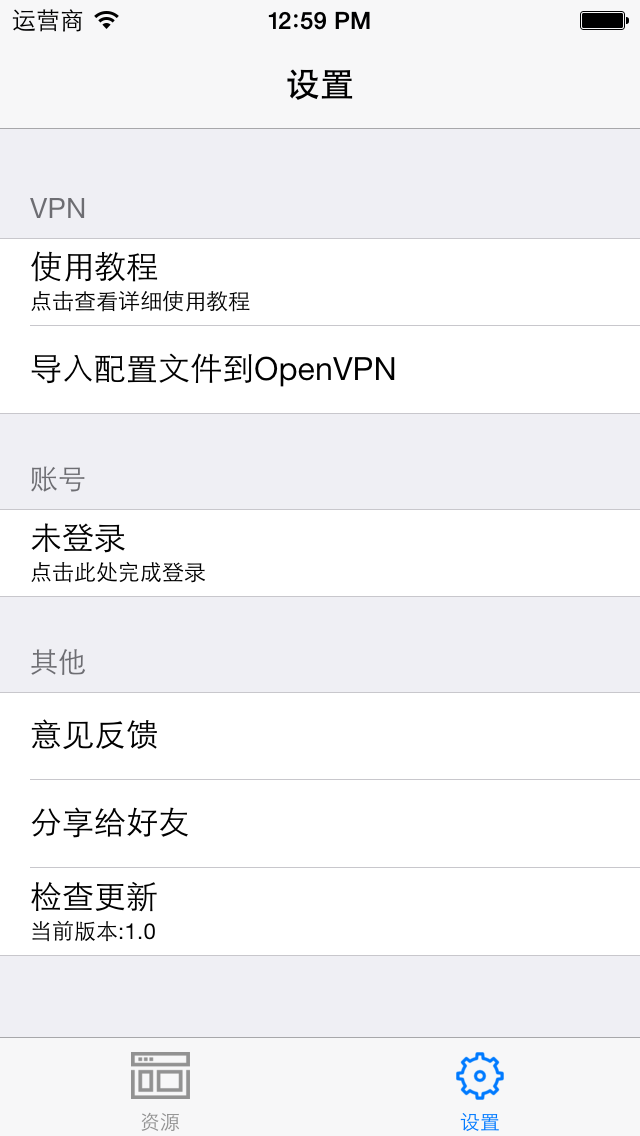 运营商 12:59 PM
设置
VPN
使用教程
点击查看详细使用教程
导入配置文件到OpenVPN
账号
未登录
点击此处完成登录
其他
意见反馈
分享给好友
检查更新
当前版本:1.0
资源 设置